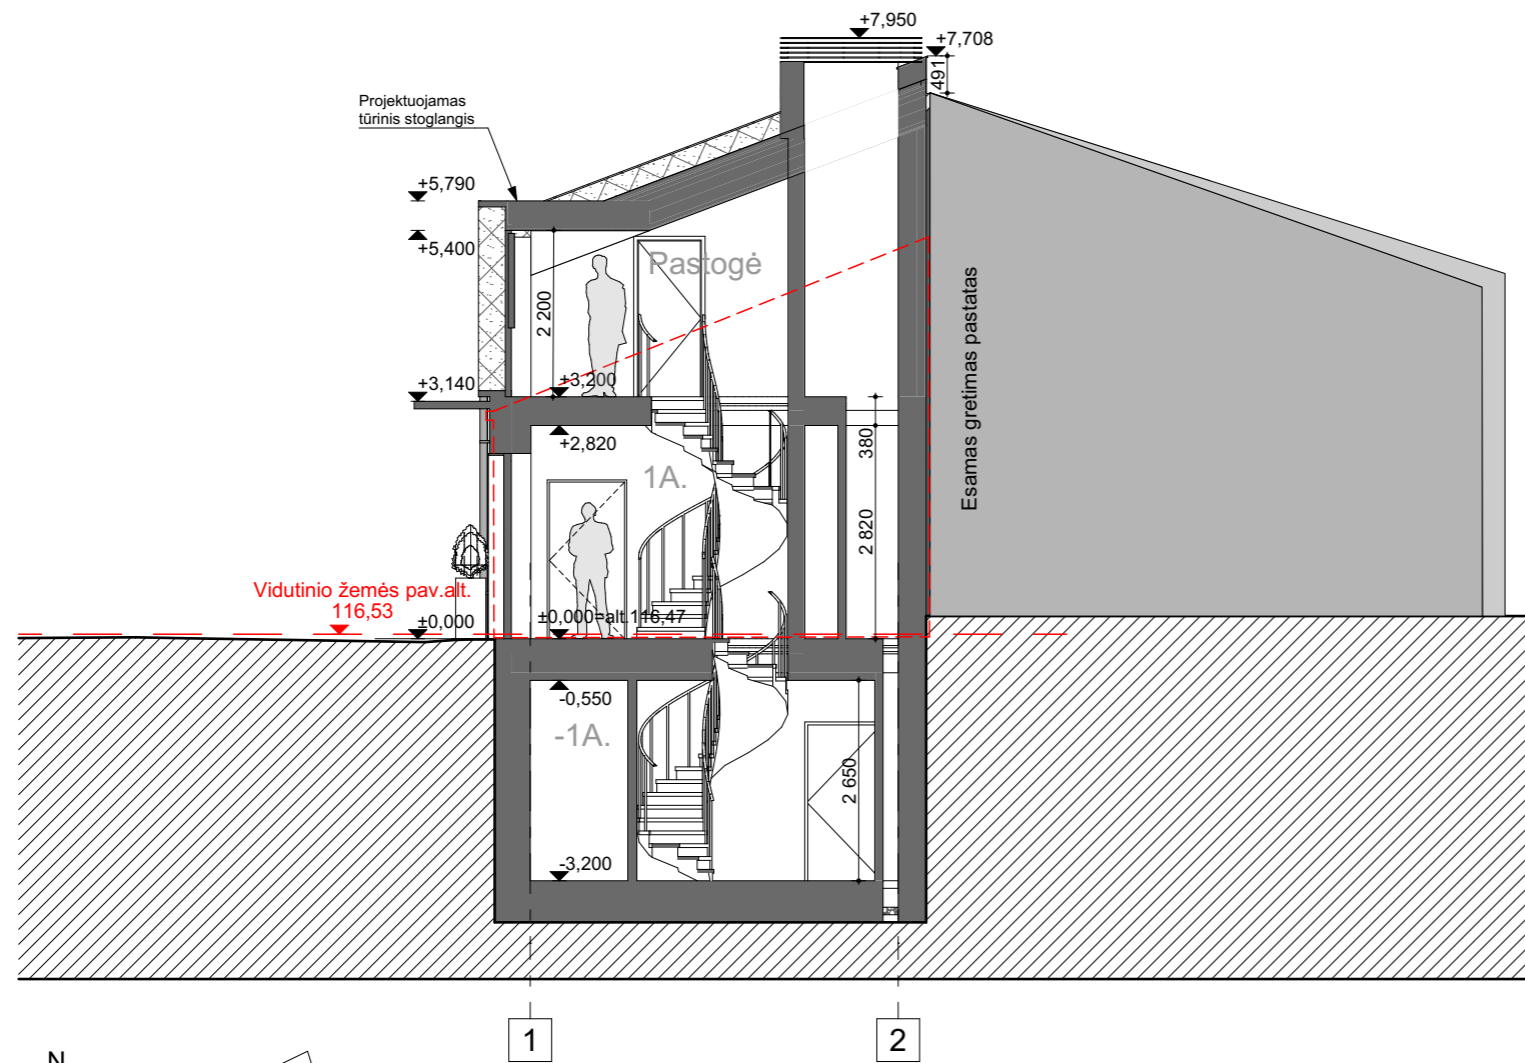 +7,950
+7,708
491
Projektuojamas
tūrinis stoglangis
+5,790
+5,400
Pastogė
2 200
+3,200
+3,140
+2,820
380
1A.
2 820
Esamas gretimas pastatas
Vidutinio žemės pav.alt.
116,53
±0,000
±0,000=alt.116,47
-0,550
-1A.
2 650
-3,200
1
2
N